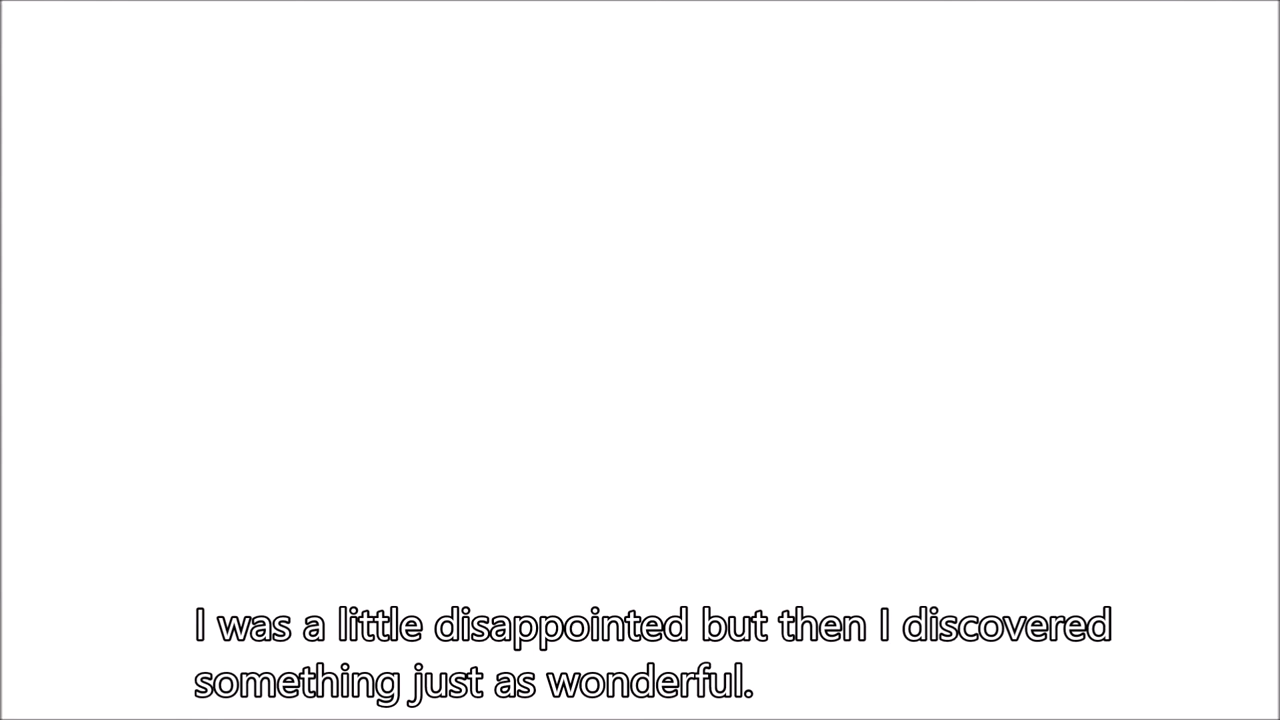 I was a little disappointed but then I discovered
something just as wonderful.